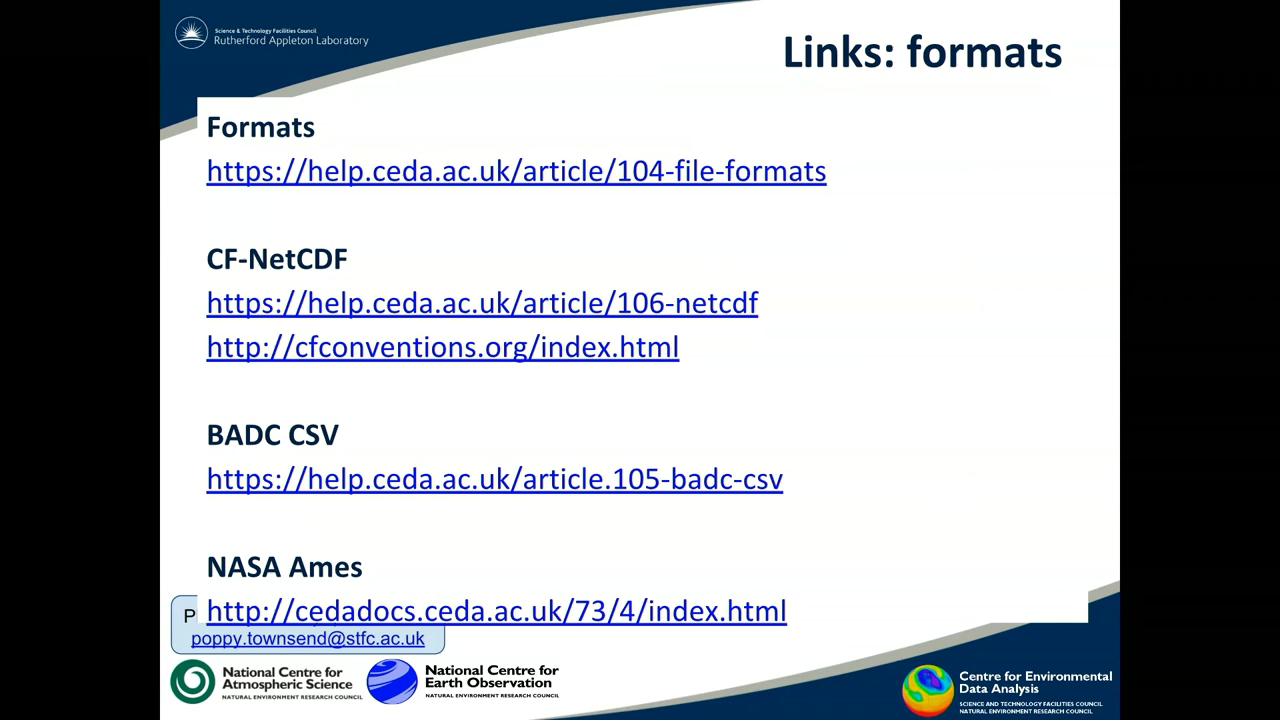 Science & Technology Facilities Council
Rutherford Appleton Laboratory
Links: formats
Formats
https://help.ceda.ac.uk/article/104-file-formats
CF-NetCDF
https://help.ceda.ac.uk/article/106-netcdf
http://cfconventions.org/index.html
BADC CSV
https://help.ceda.ac.uk/article.105-badc-csv
NASA Ames
http://cedadocs.ceda.ac.uk/73/4/index.html
poppy.townsend@stfc.ac.uk
National Centre for
Atmospheric Science
NATURAL ENVIRONMENT RESEARCH COUNCIL
National Centre for
Earth Observation
NATURAL ENVIRONMENT RESEARCH COUNCIL
Centre for Environmental
Data Analysis
SCIENCE AND TECHNOLOGY FACILITIES COUNCIL
NATURAL ENVIRONMENT RESEARCH COUNCIL